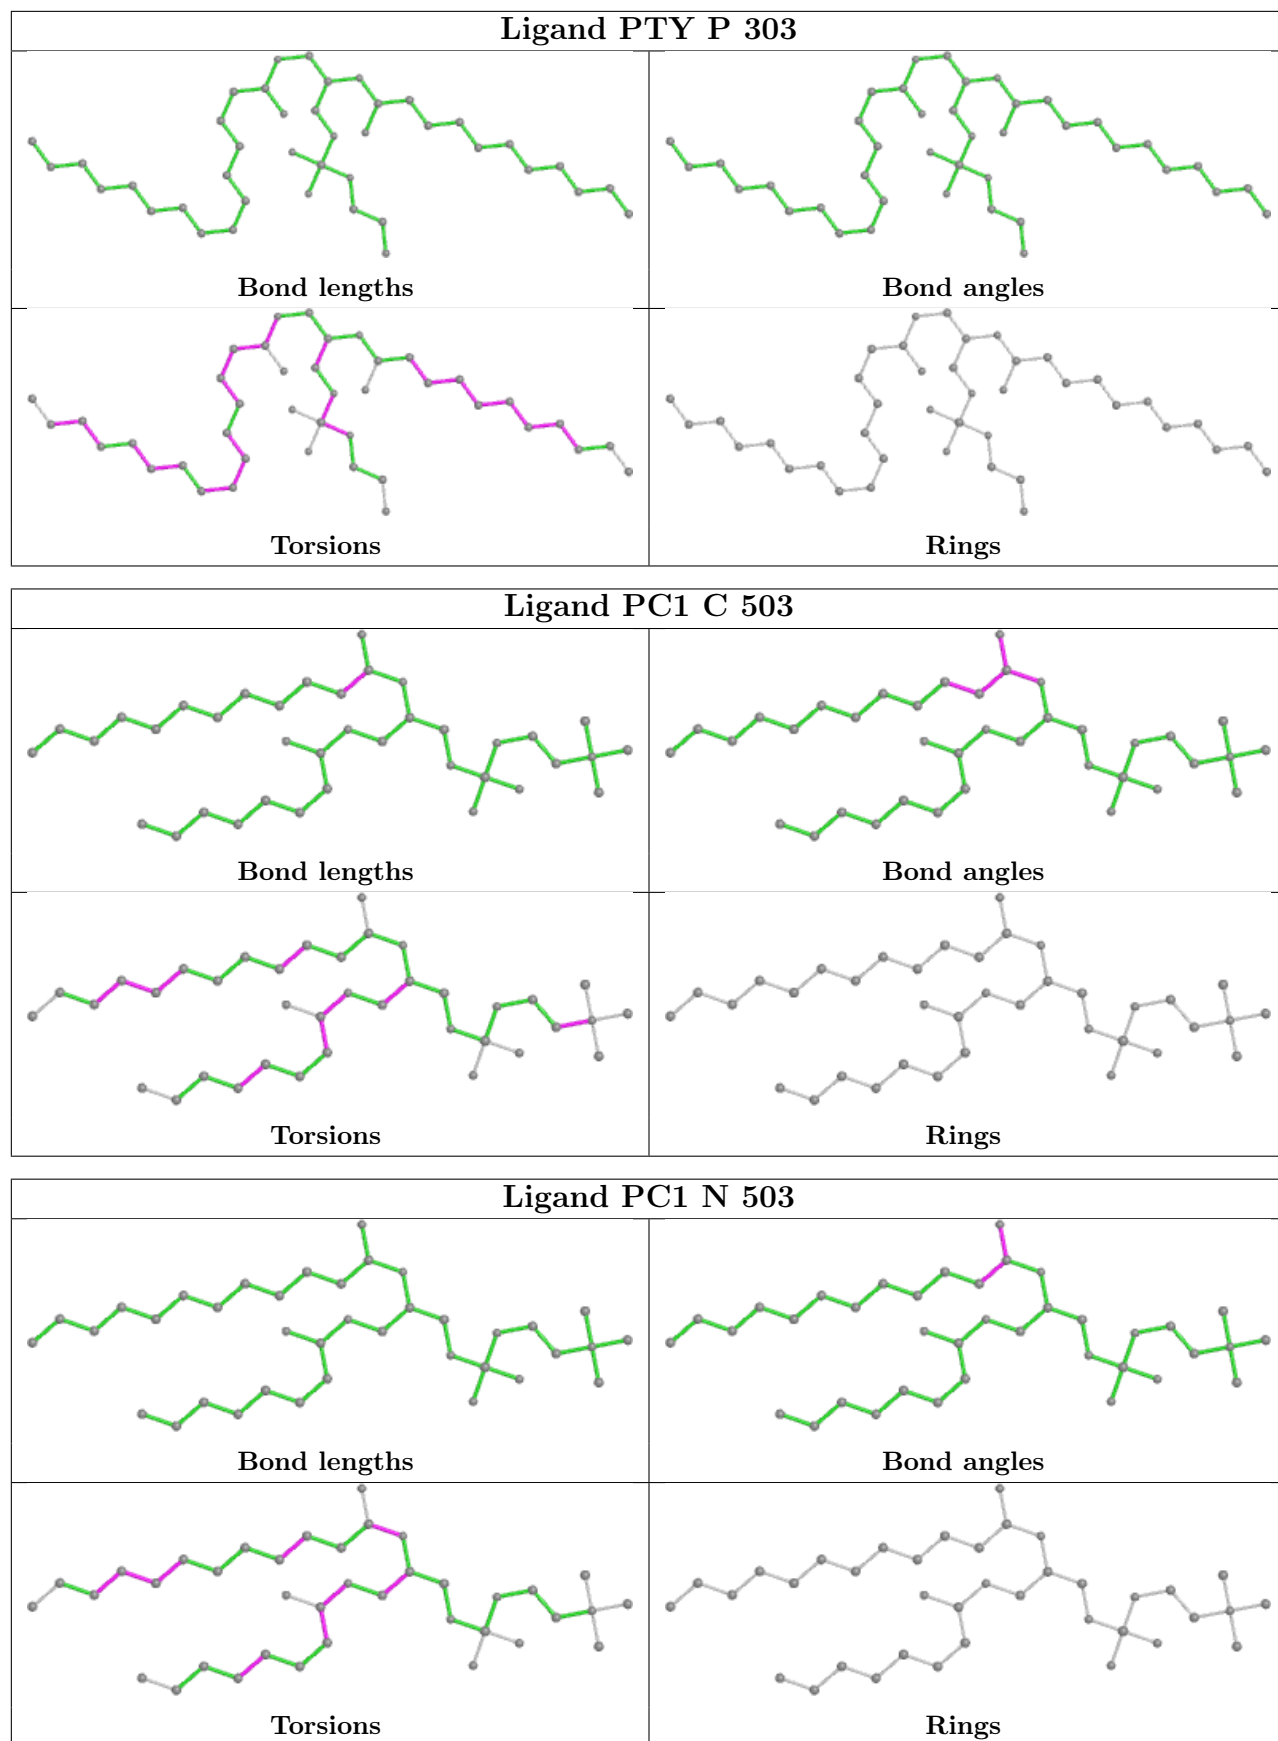 Ligand PTY P 303
Bond lengths
Bond angles
Torsions
Rings
Ligand PC1 C 503
Bond lengths
Bond angles
Torsions
Rings
Ligand PC1 N 503
Bond lengths
Bond angles
Torsions
Rings